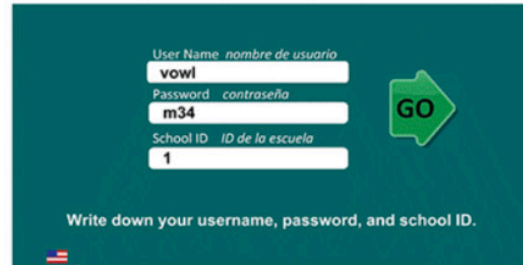 User Name nombre de usuario
vowl
Password contraseña
m34
School ID ID de la escuela
1
GO
Write down your username, password, and school ID.